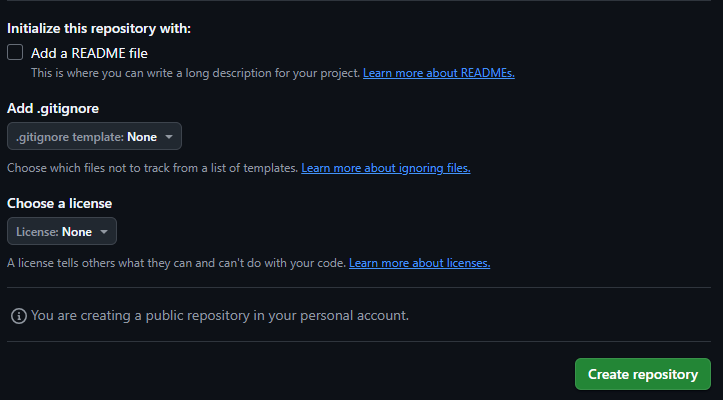 Initialize this repository with:
Add a README file
This is where you can write a long description for your project. Learn more about READMEs.
Add .gitignore
.gitignore template: None
Choose which files not to track from a list of templates. Learn more about ignoring files.
Choose a license
License: None
A license tells others what they can and can't do with your code. Learn more about licenses.
You are creating a public repository in your personal account.
Create repository